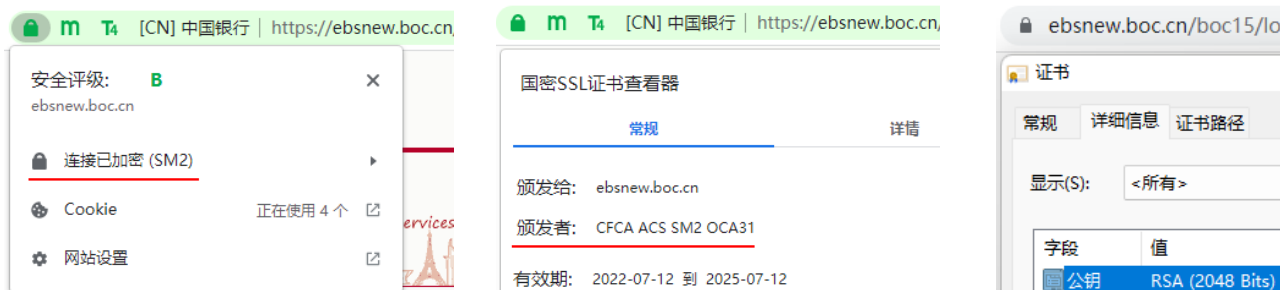 m T4 [CN] 中国银行 https://ebsnew.boc.cn
安全评级: B
ebsnew.boc.cn
连接已加密 (SM2)
Cookie 正在使用 4 个
网站设置
ervices
m T4 [CN] 中国银行 https://ebsnew.boc.cn/
国密SSL证书查看器
常规 详情
颁发给: ebsnew.boc.cn
颁发者: CFCA ACS SM2 OCA31
有效期: 2022-07-12 到 2025-07-12
ebsnew.boc.cn/boc15/lo
证书
常规 详细信息 证书路径
显示(S): <所有>
字段 值
公钥 RSA (2048 Bits)